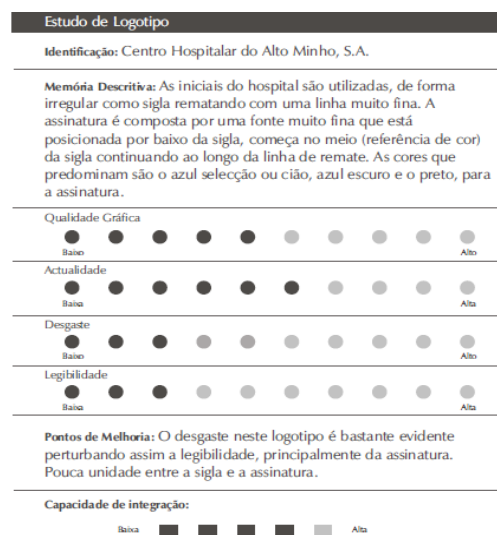 Estudo de Logotipo
Identificação: Centro Hospitalar do Alto Minho, S.A.
Memória Descritiva: As iniciais do hospital são utilizadas, de forma
irregular como sigla rematando com uma linha muito fina. A
assinatura é composta por uma fonte muito fina que está
posicionada por baixo da sigla, começa no meio (referência de cor)
da sigla continuando ao longo da linha de remate. As cores que
predominam são o azul selecção ou cião, azul escuro e o preto, para
a assinatura.
Qualidade Gráfica
Baixo Alto
Actualidade
Baixa Alta
Desgaste
Baixo Alto
Legibilidade
Baixa Alta
Pontos de Melhoria: O desgaste neste logotipo é bastante evidente
perturbando assim a legibilidade, principalmente da assinatura.
Pouca unidade entre a sigla e a assinatura.
Capacidade de integração:
Baixa Alta